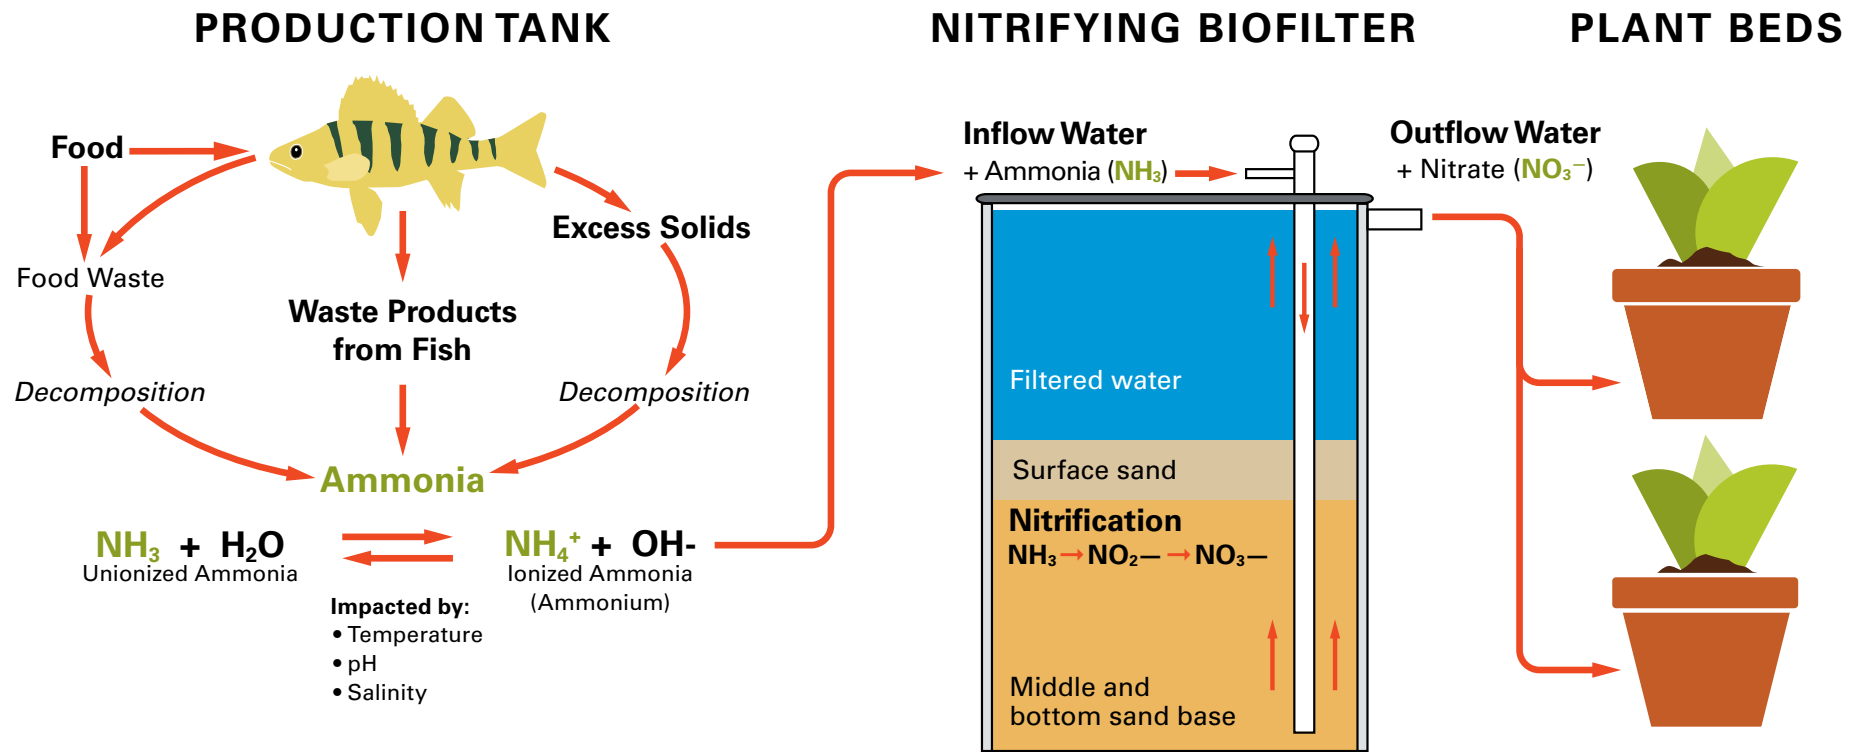 PRODUCTION TANK
Food
Excess Solids
Food Waste
Waste Products
from Fish
Decomposition
Decomposition
Ammonia
NH₃ + H₂O
Unionized Ammonia
NH₄⁺ + OH-
Ionized Ammonia
(Ammonium)
Impacted by:
• Temperature
• pH
• Salinity
NITRIFYING BIOFILTER
Inflow Water
+ Ammonia (NH₃)
Outflow Water
+ Nitrate (NO₃⁻)
Filtered water
Surface sand
Nitrification
NH₃→NO₂—→NO₃—
Middle and
bottom sand base
PLANT BEDS